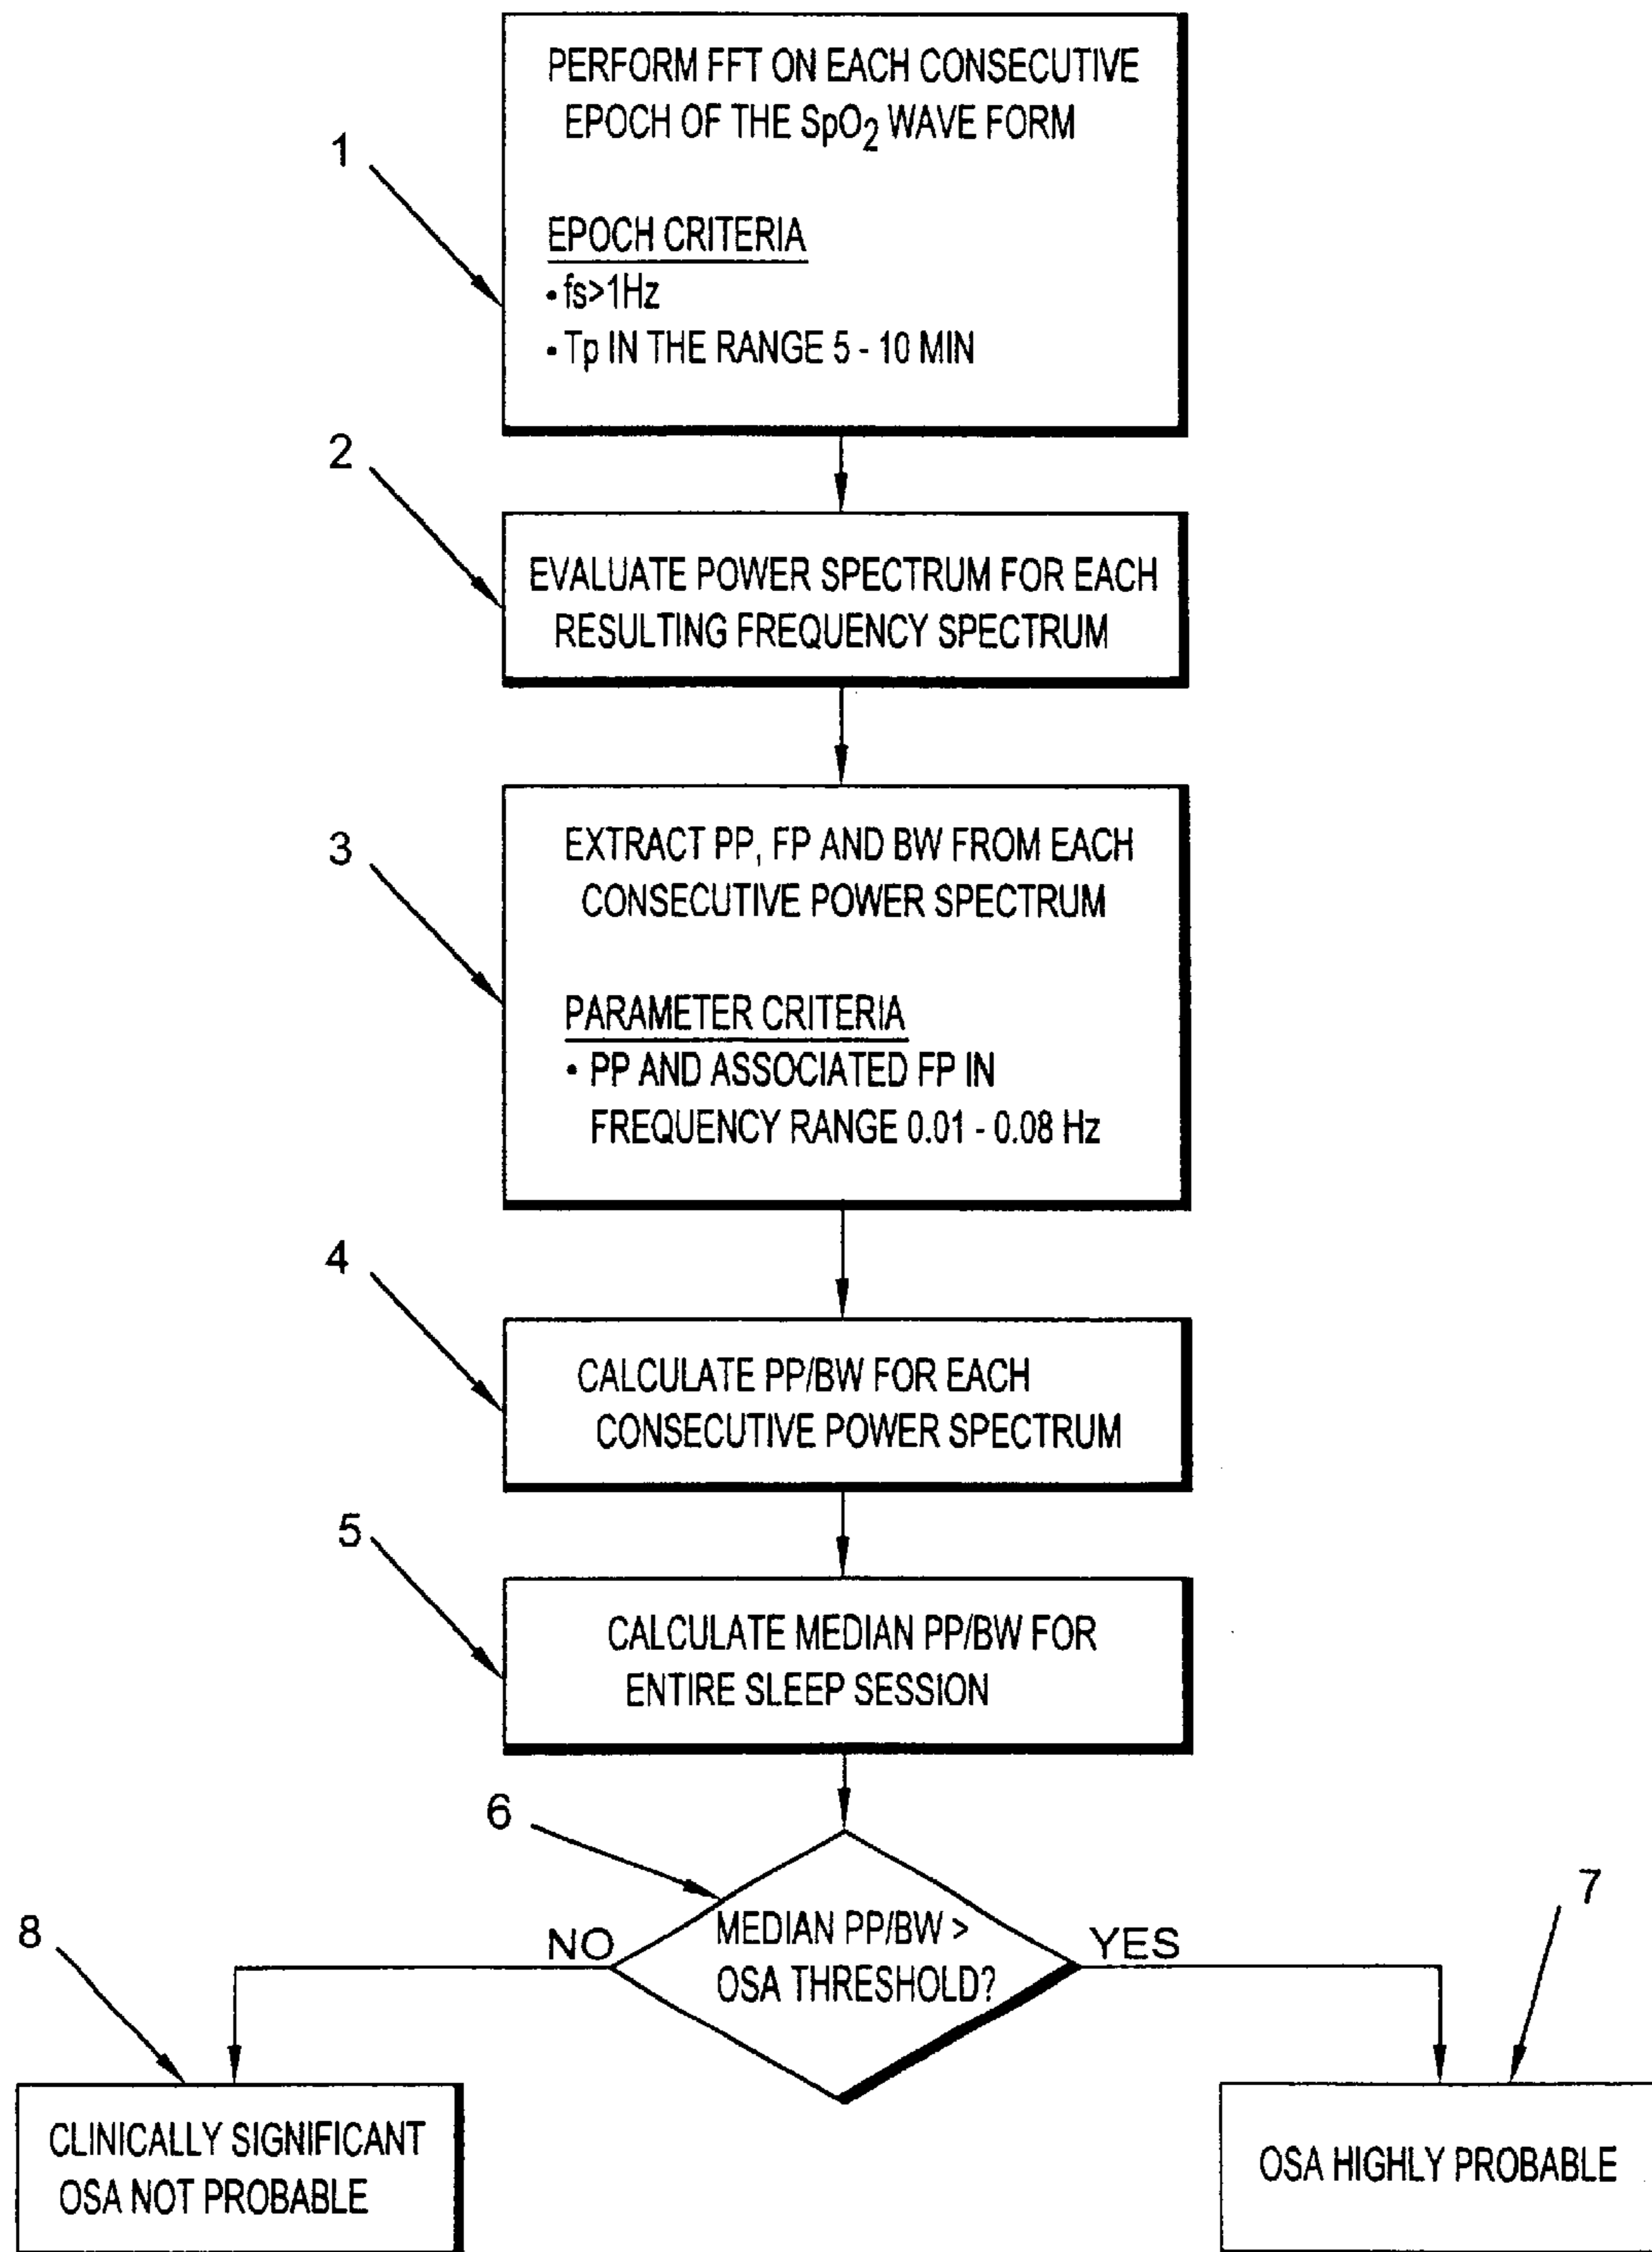 PERFORM FFT ON EACH CONSECUTIVE
EPOCH OF THE SpO₂ WAVE FORM
1
EPOCH CRITERIA
• fs>1Hz
• Tp IN THE RANGE 5 - 10 MIN
2
EVALUATE POWER SPECTRUM FOR EACH
RESULTING FREQUENCY SPECTRUM
3
EXTRACT PP, FP AND BW FROM EACH
CONSECUTIVE POWER SPECTRUM
PARAMETER CRITERIA
• PP AND ASSOCIATED FP IN
FREQUENCY RANGE 0.01 - 0.08 Hz
4
CALCULATE PP/BW FOR EACH
CONSECUTIVE POWER SPECTRUM
5
CALCULATE MEDIAN PP/BW FOR
ENTIRE SLEEP SESSION
6
MEDIAN PP/BW >
OSA THRESHOLD?
NO
YES
8
CLINICALLY SIGNIFICANT
OSA NOT PROBABLE
7
OSA HIGHLY PROBABLE